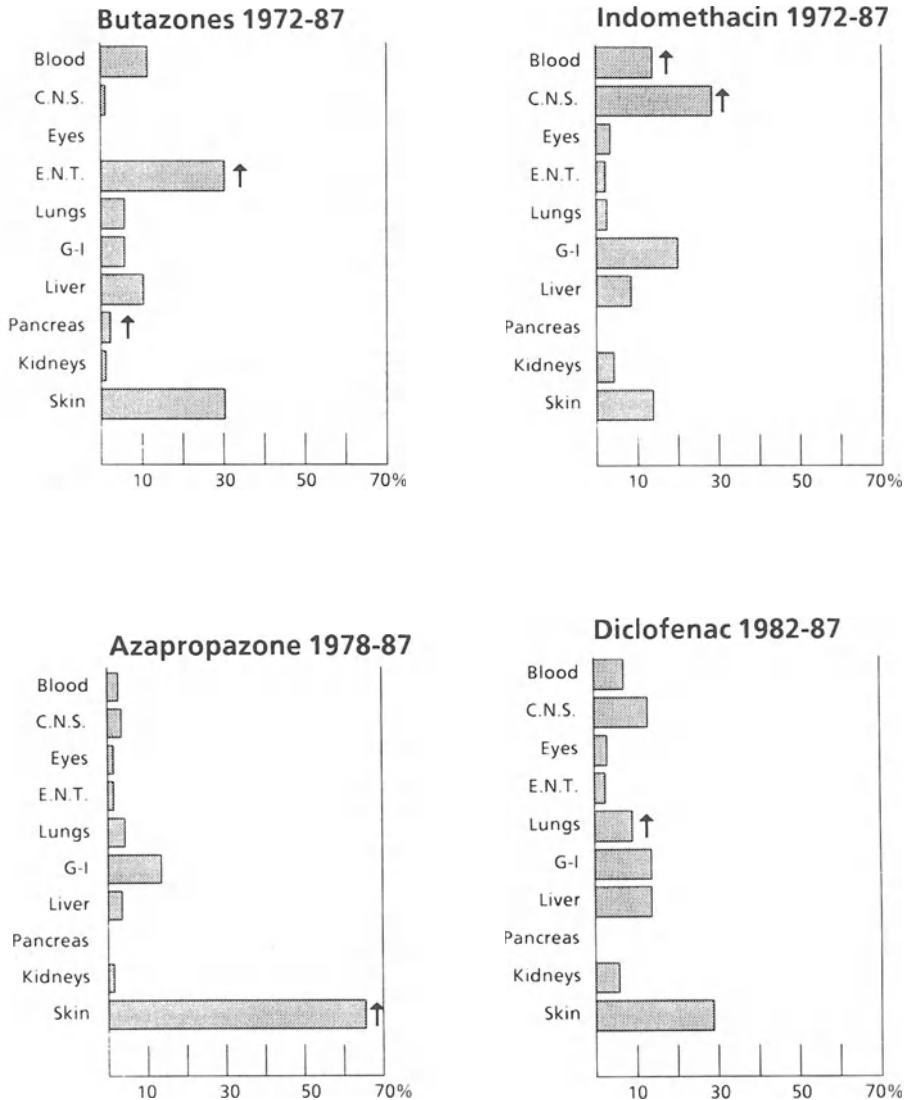 Butazones 1972-87
Blood
C.N.S.
Eyes
E.N.T.
Lungs
G-I
Liver
Pancreas
Kidneys
Skin
10 30 50 70%
Indomethacin 1972-87
Blood
C.N.S.
Eyes
E.N.T.
Lungs
G-I
Liver
Pancreas
Kidneys
Skin
10 30 50 70%
Azapropazone 1978-87
Blood
C.N.S.
Eyes
E.N.T.
Lungs
G-I
Liver
Pancreas
Kidneys
Skin
10 30 50 70%
Diclofenac 1982-87
Blood
C.N.S.
Eyes
E.N.T.
Lungs
G-I
Liver
Pancreas
Kidneys
Skin
10 30 50 70%